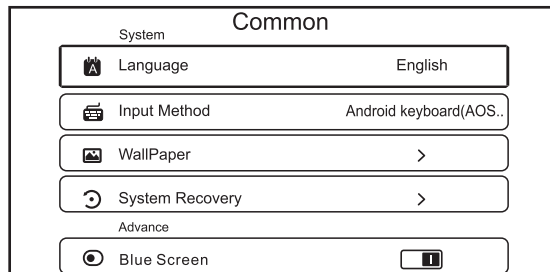 Common
System
Language English
Input Method Android keyboard(AOS..
WallPaper >
System Recovery >
Advance
Blue Screen